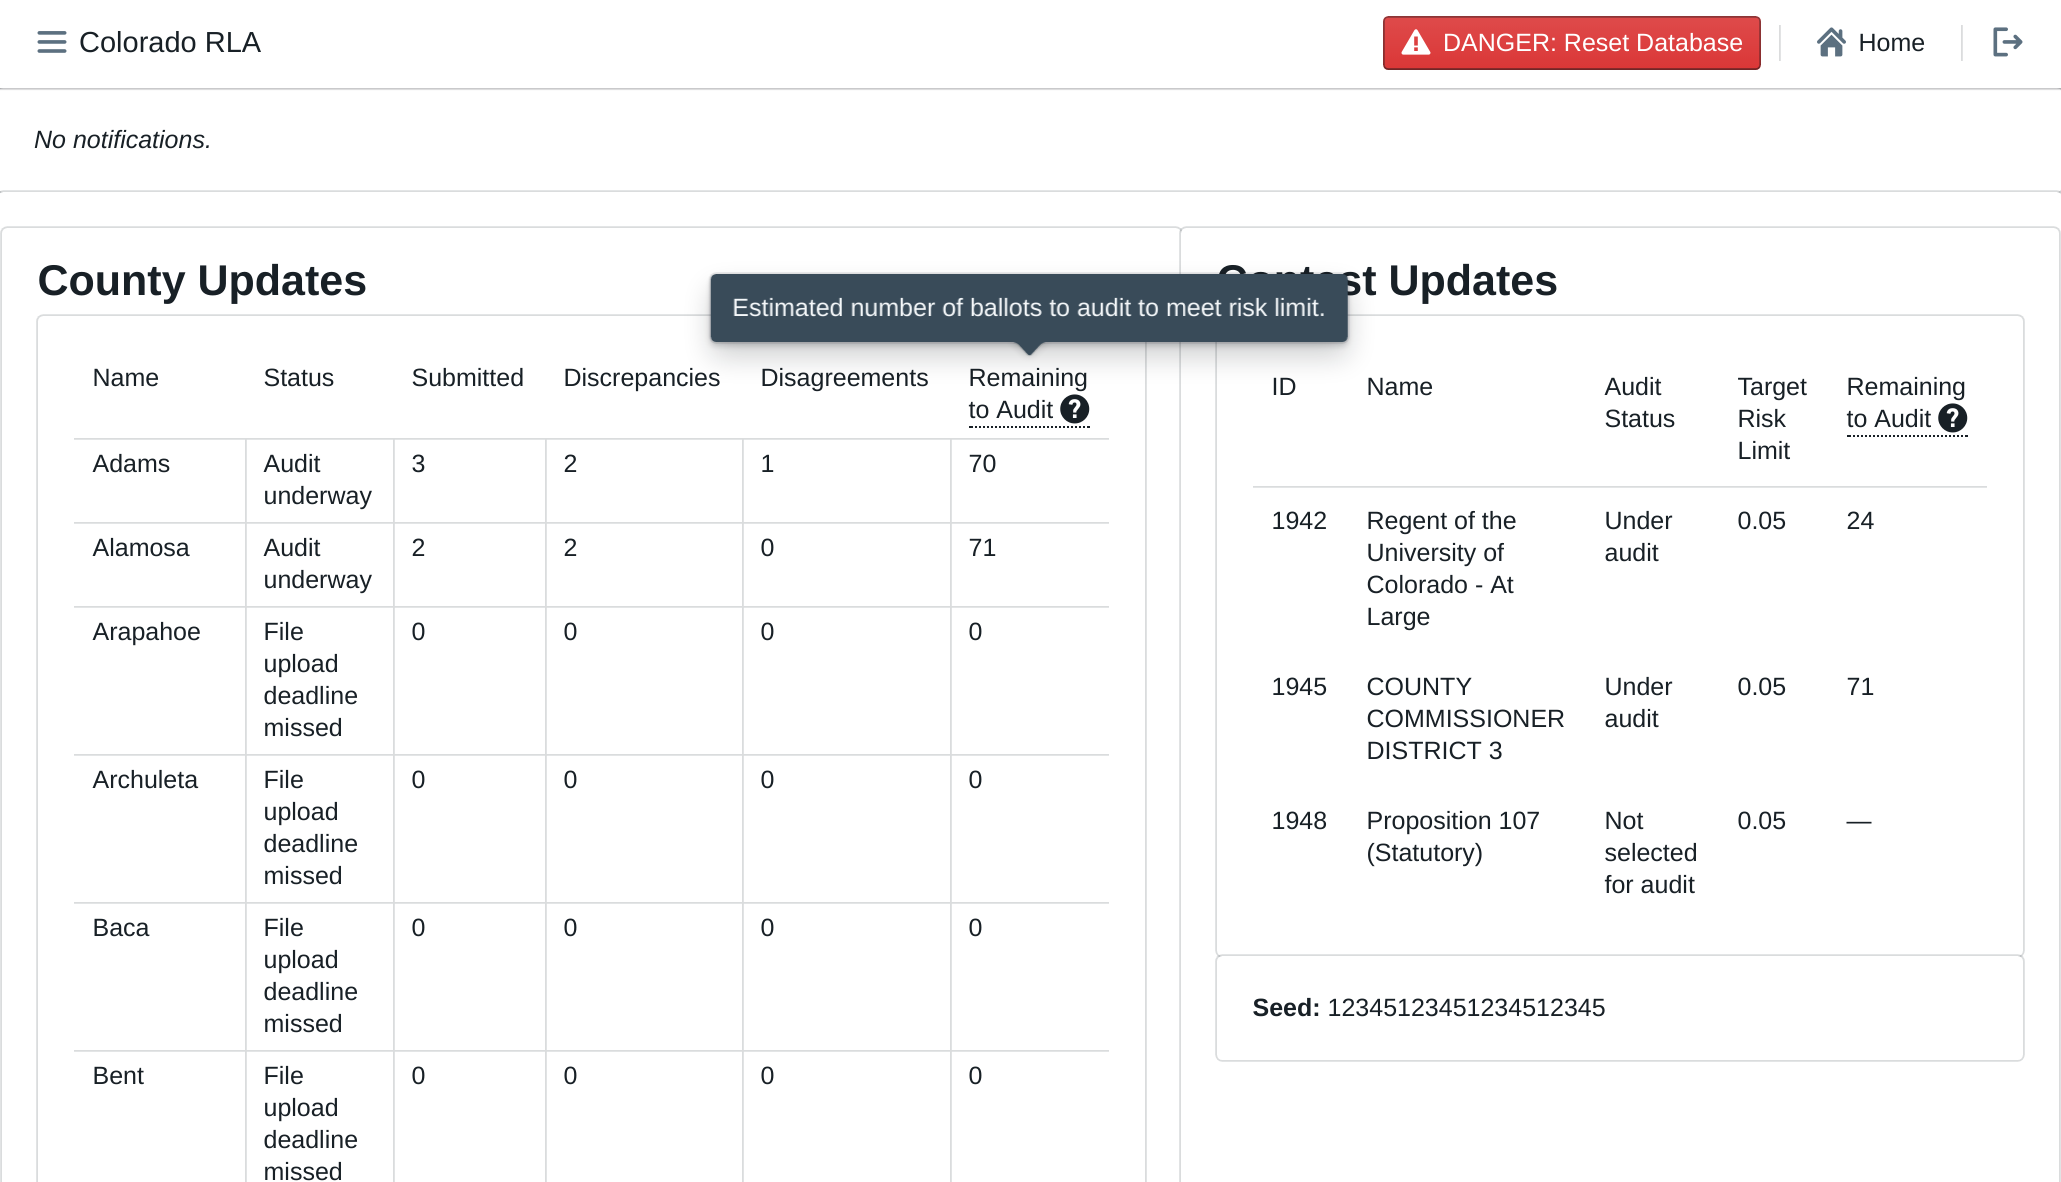 Colorado RLA
DANGER: Reset Database
Home
No notifications.
County Updates
Estimated number of ballots to audit to meet risk limit.
Name
Status
Submitted
Discrepancies
Disagreements
Remaining
to Audit ?
Adams
Audit
underway
3
2
1
70
Alamosa
Audit
underway
2
2
0
71
Arapahoe
File
upload
deadline
missed
0
0
0
0
Archuleta
File
upload
deadline
missed
0
0
0
0
Baca
File
upload
deadline
missed
0
0
0
0
Bent
File
upload
deadline
missed
0
0
0
0
Contest Updates
ID
Name
Audit
Status
Target
Risk
Limit
Remaining
to Audit ?
1942
Regent of the
University of
Colorado - At
Large
Under
audit
0.05
24
1945
COUNTY
COMMISSIONER
DISTRICT 3
Under
audit
0.05
71
1948
Proposition 107
(Statutory)
Not
selected
for audit
0.05
—
Seed: 12345123451234512345